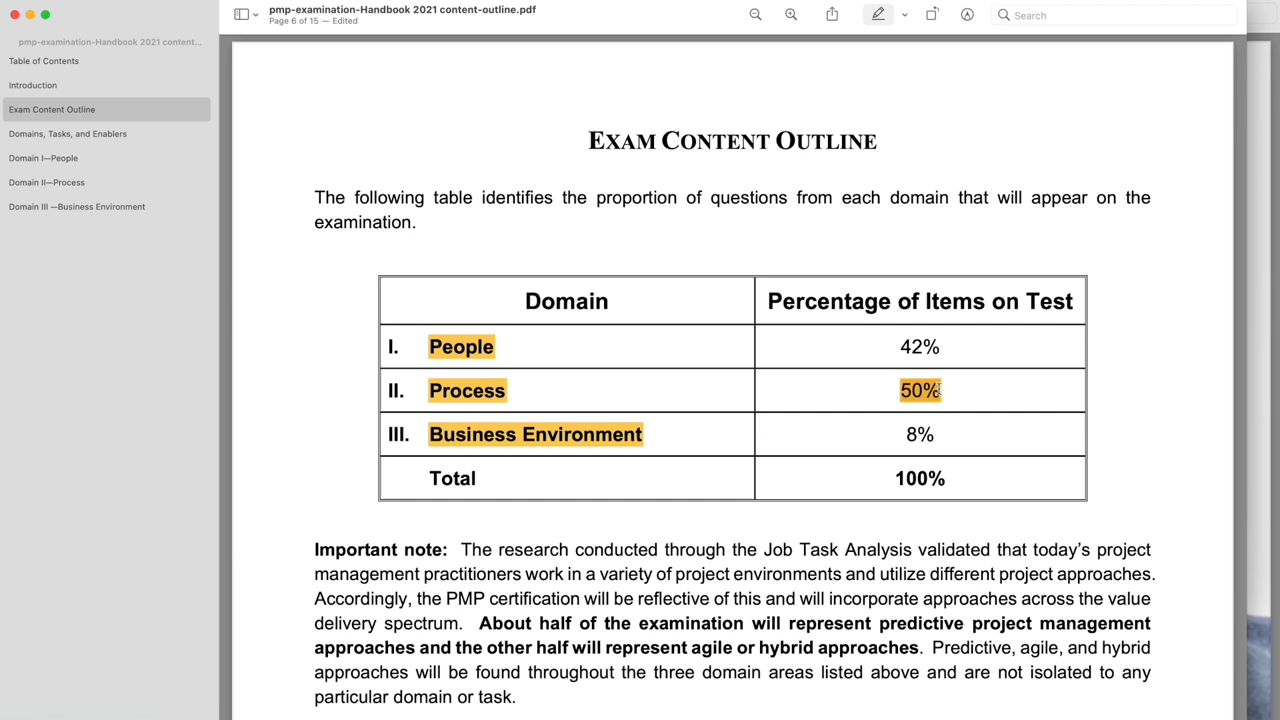 pmp-examination-Handbook 2021 content-outline.pdf
Page 6 of 15 — Edited
Search
pmp-examination-Handbook 2021 content...
Table of Contents
Introduction
Exam Content Outline
Domains, Tasks, and Enablers
Domain I—People
Domain II—Process
Domain III —Business Environment
EXAM CONTENT OUTLINE
The following table identifies the proportion of questions from each domain that will appear on the
examination.
Domain Percentage of Items on Test
I. People 42%
II. Process 50%
III. Business Environment 8%
Total 100%
Important note: The research conducted through the Job Task Analysis validated that today’s project
management practitioners work in a variety of project environments and utilize different project approaches.
Accordingly, the PMP certification will be reflective of this and will incorporate approaches across the value
delivery spectrum. About half of the examination will represent predictive project management
approaches and the other half will represent agile or hybrid approaches. Predictive, agile, and hybrid
approaches will be found throughout the three domain areas listed above and are not isolated to any
particular domain or task.